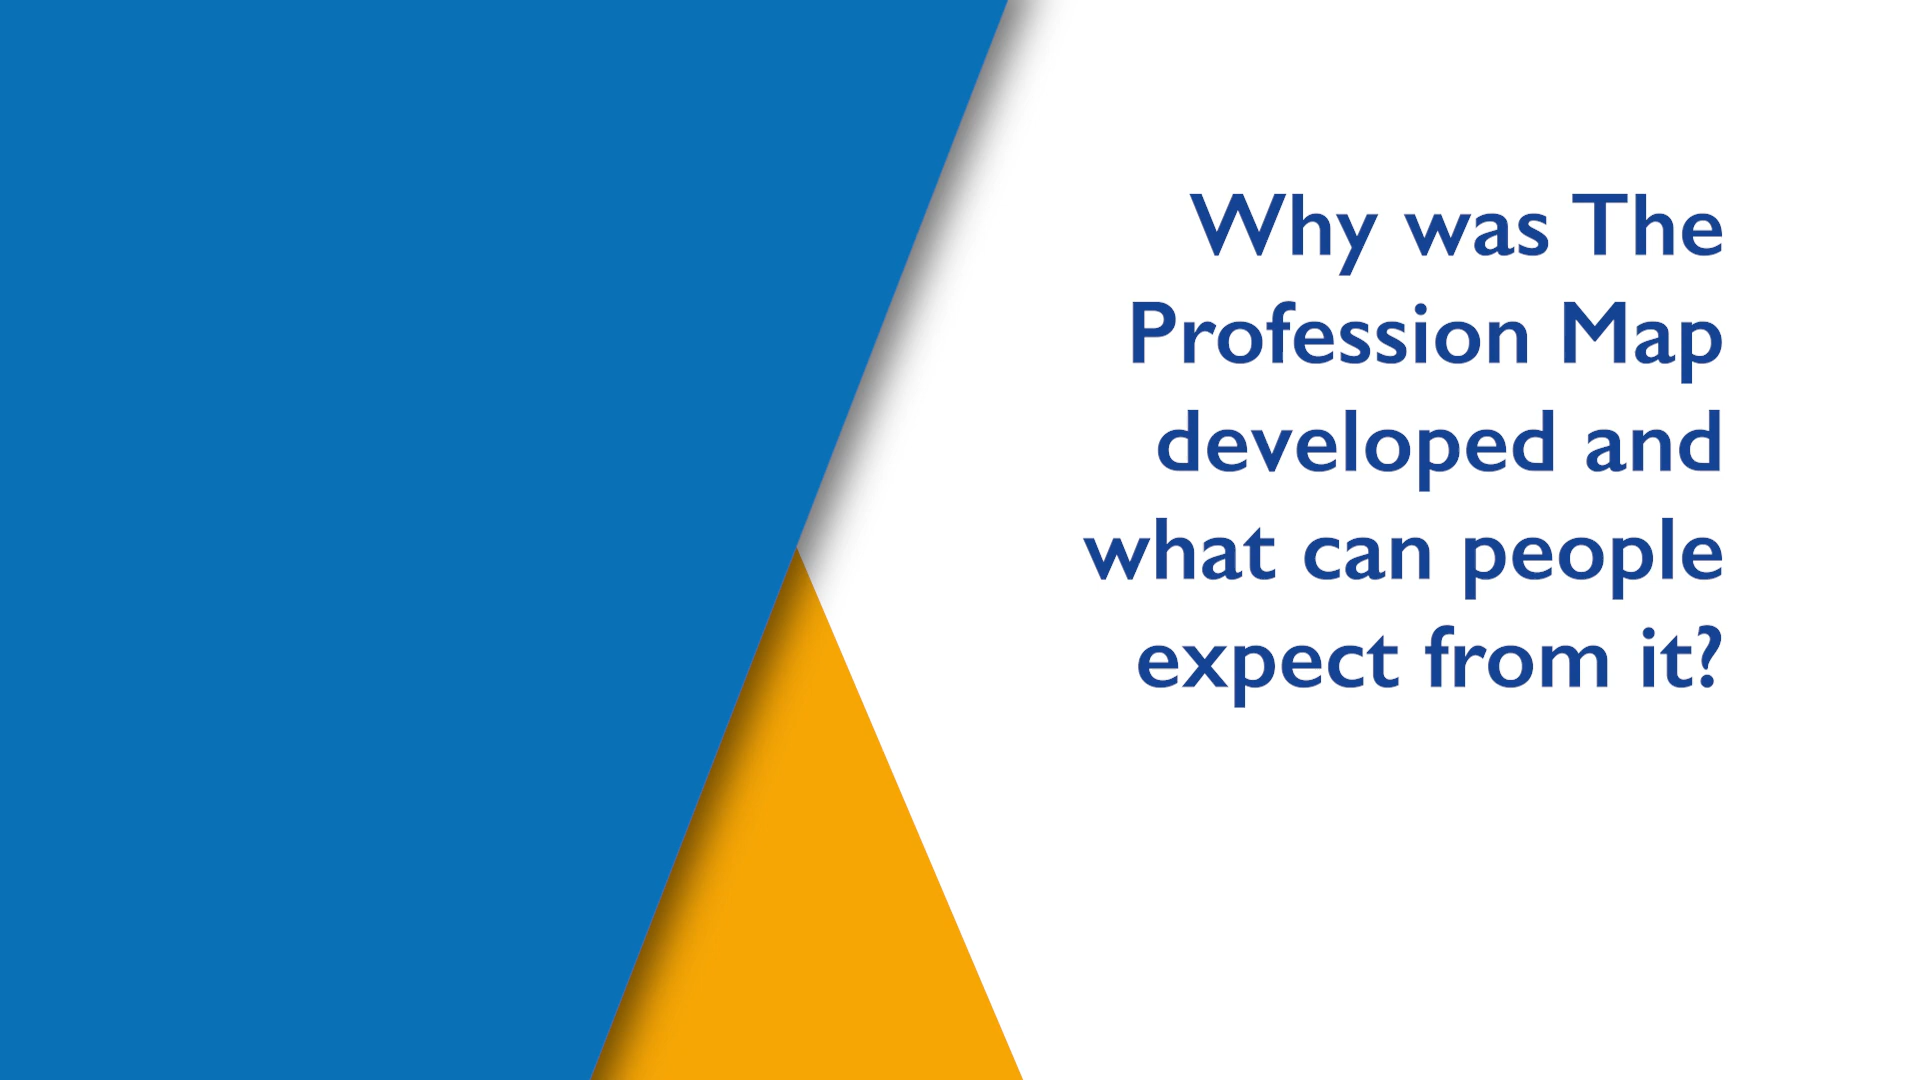 Why was The
Profession Map
developed and
what can people
expect from it?